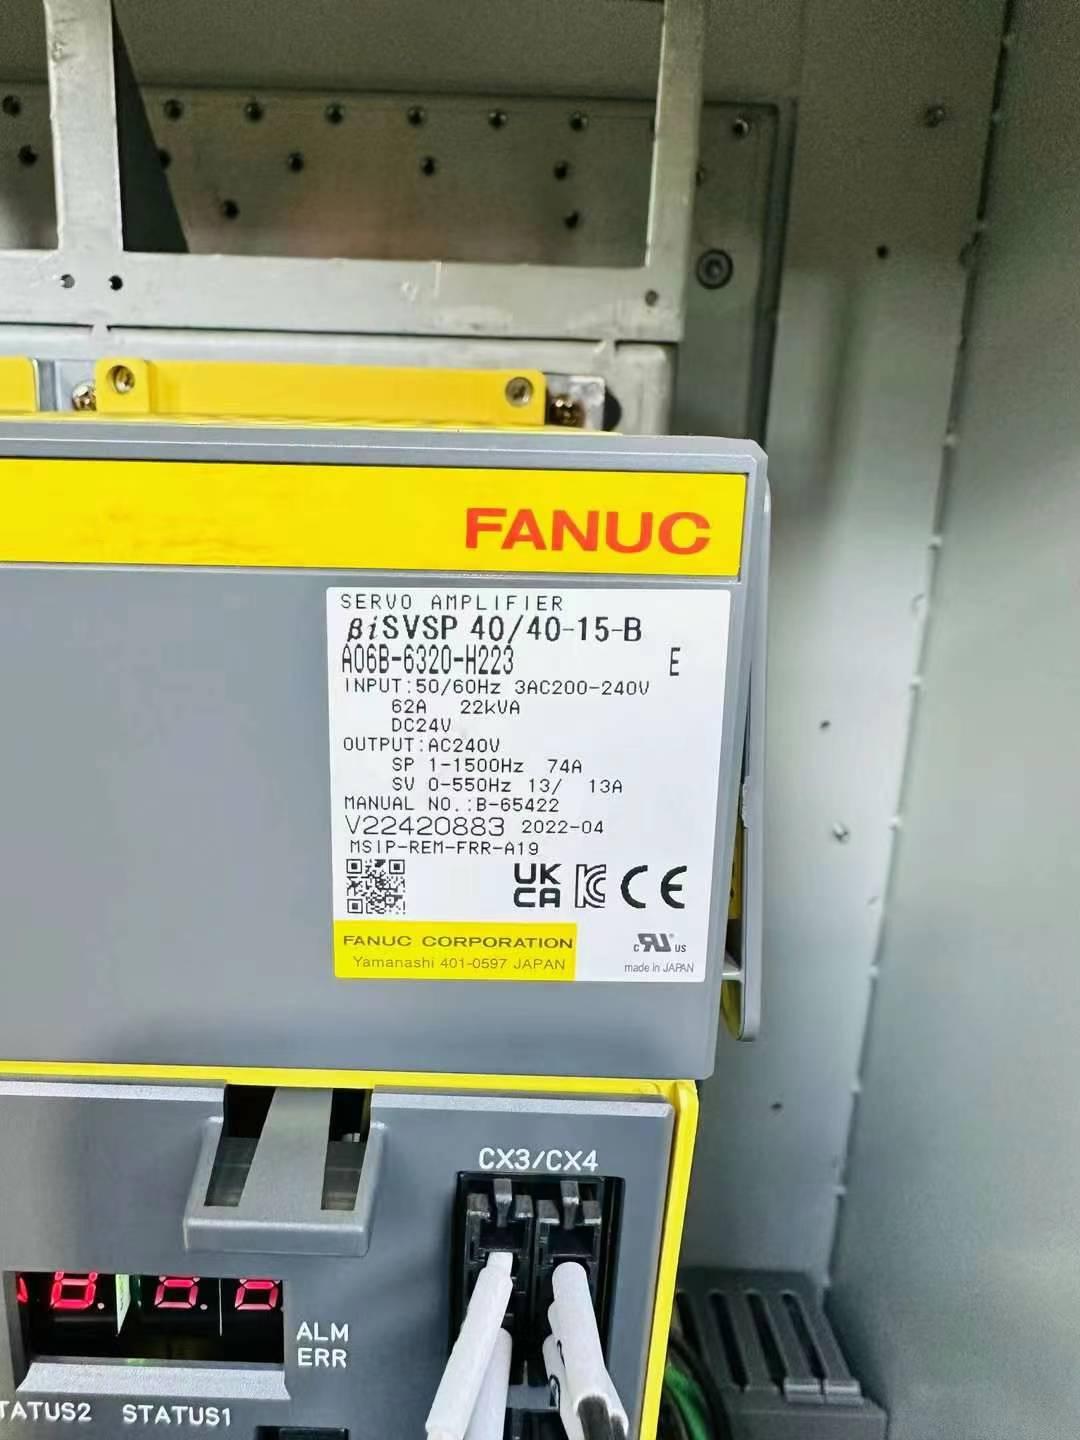 FANUC
SERVO AMPLIFIER
βiSVSP 40/40-15-B
A06B-6320-H223 E
INPUT:50/60Hz 3AC200-240V
62A 22kVA
DC24V
OUTPUT:AC240V
SP 1-1500Hz 74A
SV 0-550Hz 13/ 13A
MANUAL NO.:B-65422
V22420883 2022-04
MSIP-REM-FRR-A19
UK
CA
CE
FANUC CORPORATION
Yamanashi 401-0597 JAPAN
c RU us
made in JAPAN
CX3/CX4
ALM
ERR
TATUS2 STATUS1